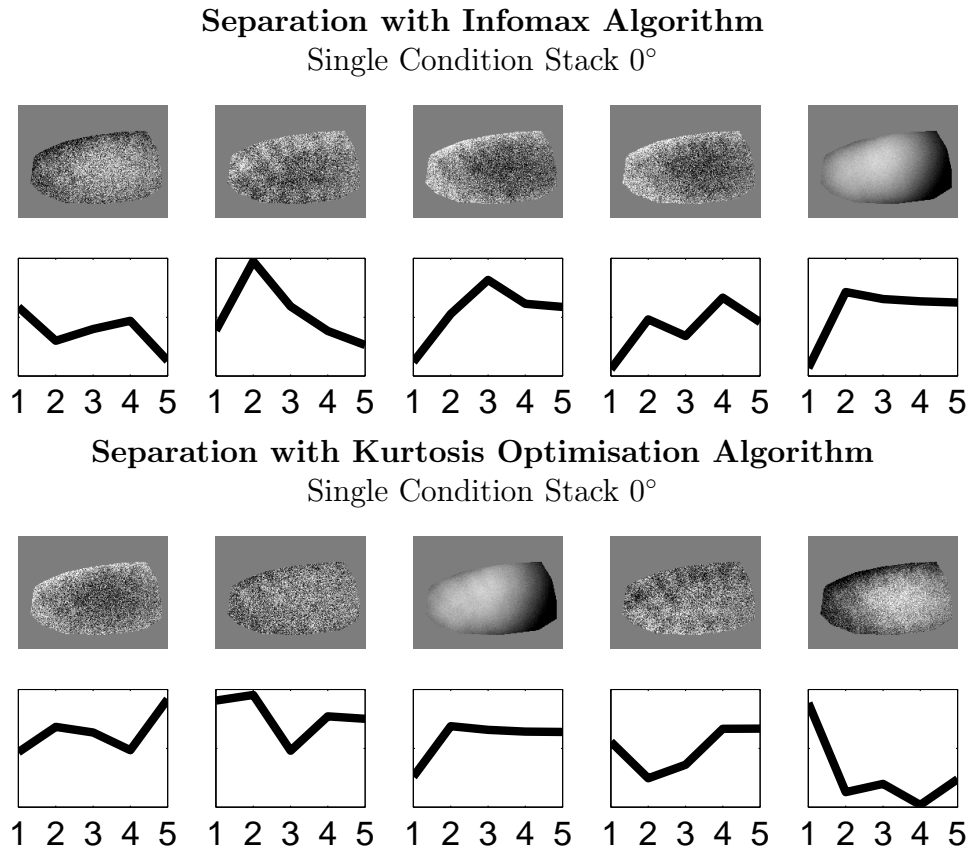 Separation with Infomax Algorithm
Single Condition Stack 0°
1 2 3 4 5 1 2 3 4 5 1 2 3 4 5 1 2 3 4 5 1 2 3 4 5
Separation with Kurtosis Optimisation Algorithm
Single Condition Stack 0°
1 2 3 4 5 1 2 3 4 5 1 2 3 4 5 1 2 3 4 5 1 2 3 4 5